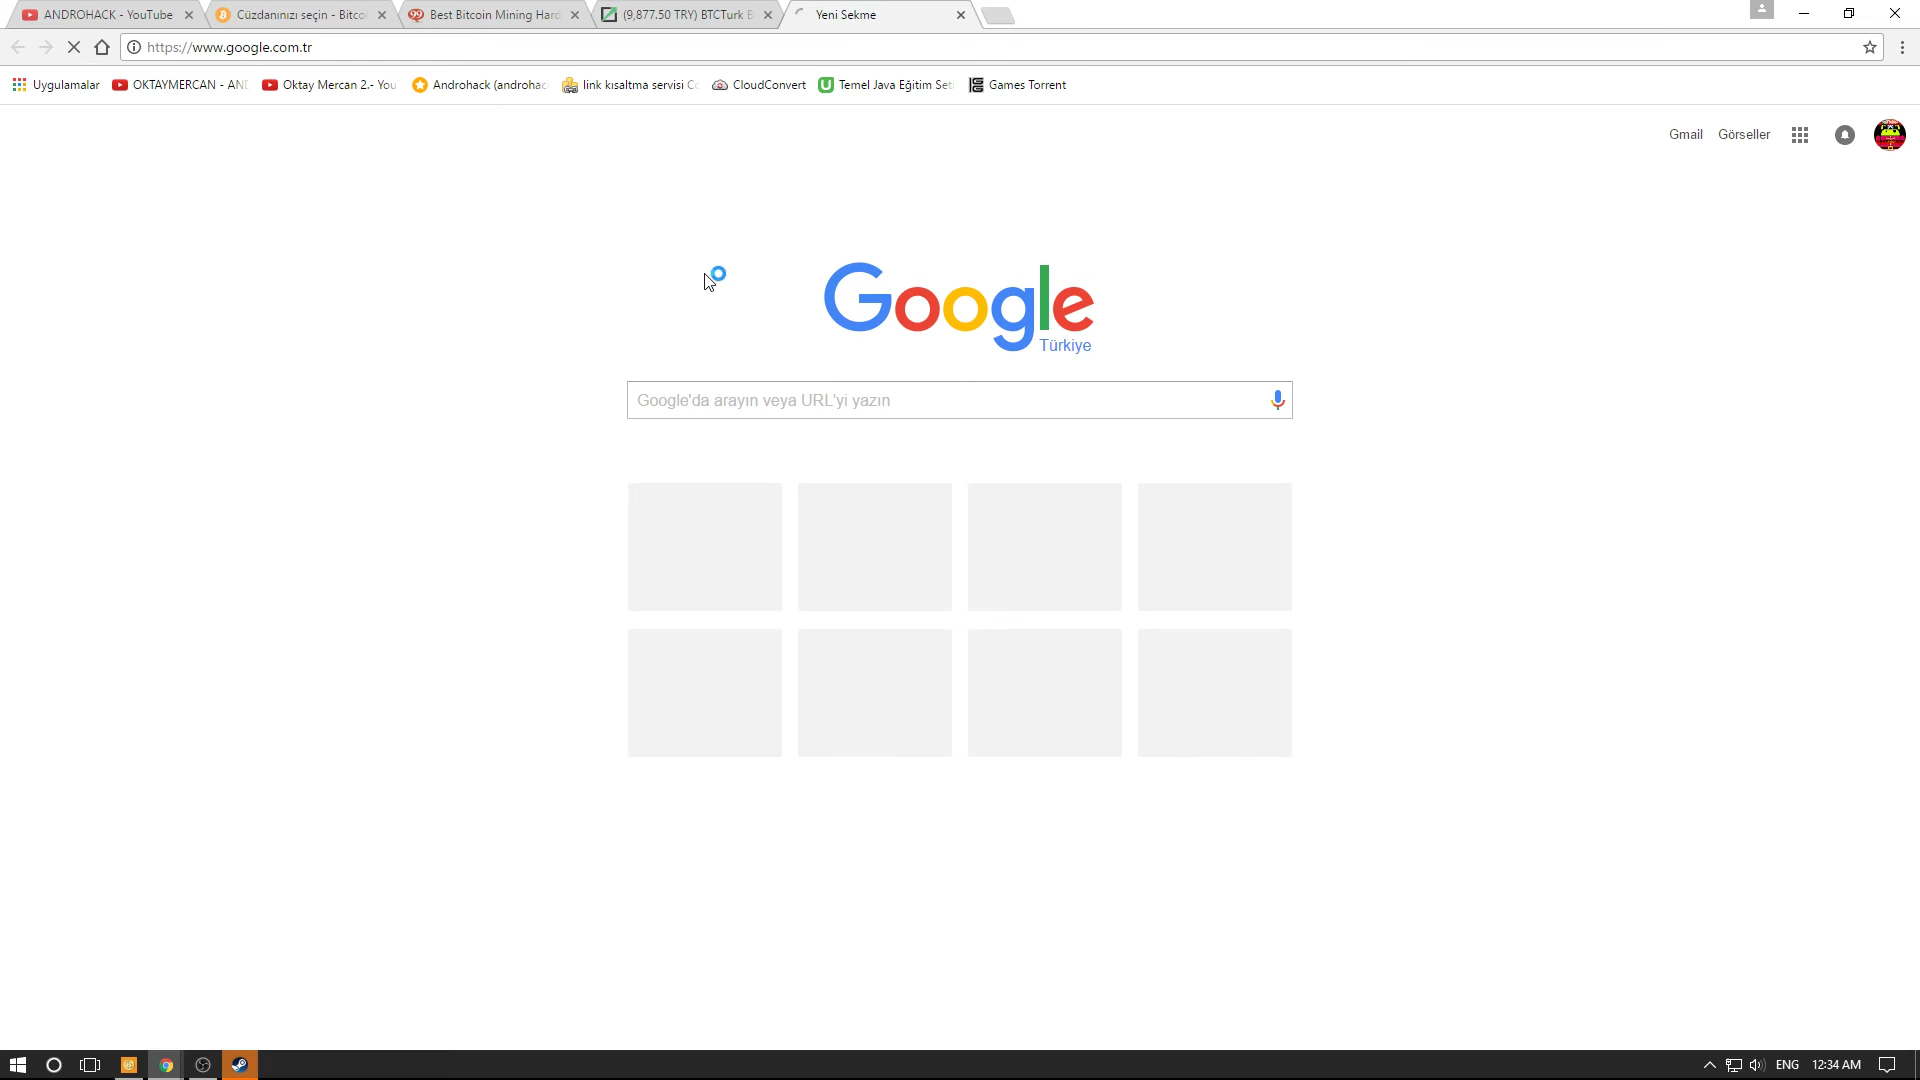 ANDROHACK - YouTube
Cüzdanınızı seçin - Bitco
Best Bitcoin Mining Hard
(9,877.50 TRY) BTCTurk B
Yeni Sekme
https://www.google.com.tr
Uygulamalar
OKTAYMERCAN - AND
Oktay Mercan 2.- You
Androhack (androhac
link kısaltma servisi Co
CloudConvert
Temel Java Eğitim Seti
Games Torrent
Gmail
Görseller
Google
Türkiye
Google'da arayın veya URL'yi yazın
ENG
12:34 AM